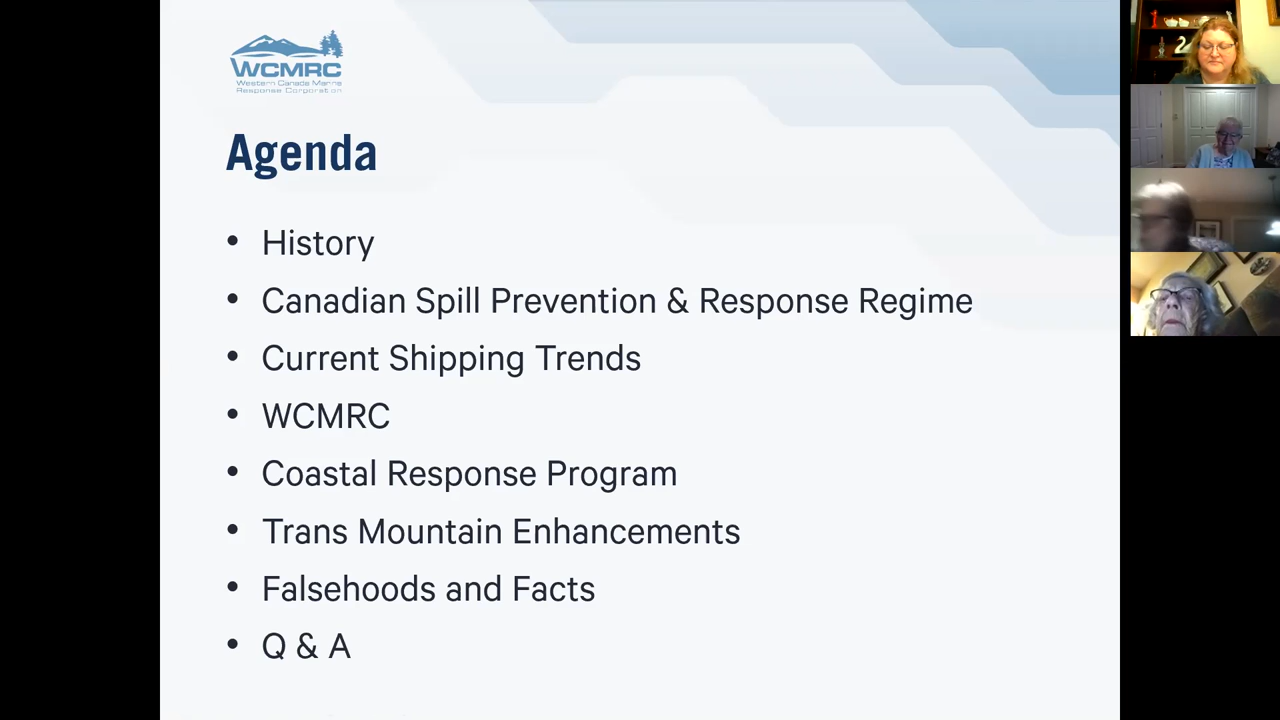 WCMRC
Western Canada Marine
Response Corporation
Agenda
• History
• Canadian Spill Prevention & Response Regime
• Current Shipping Trends
• WCMRC
• Coastal Response Program
• Trans Mountain Enhancements
• Falsehoods and Facts
• Q & A